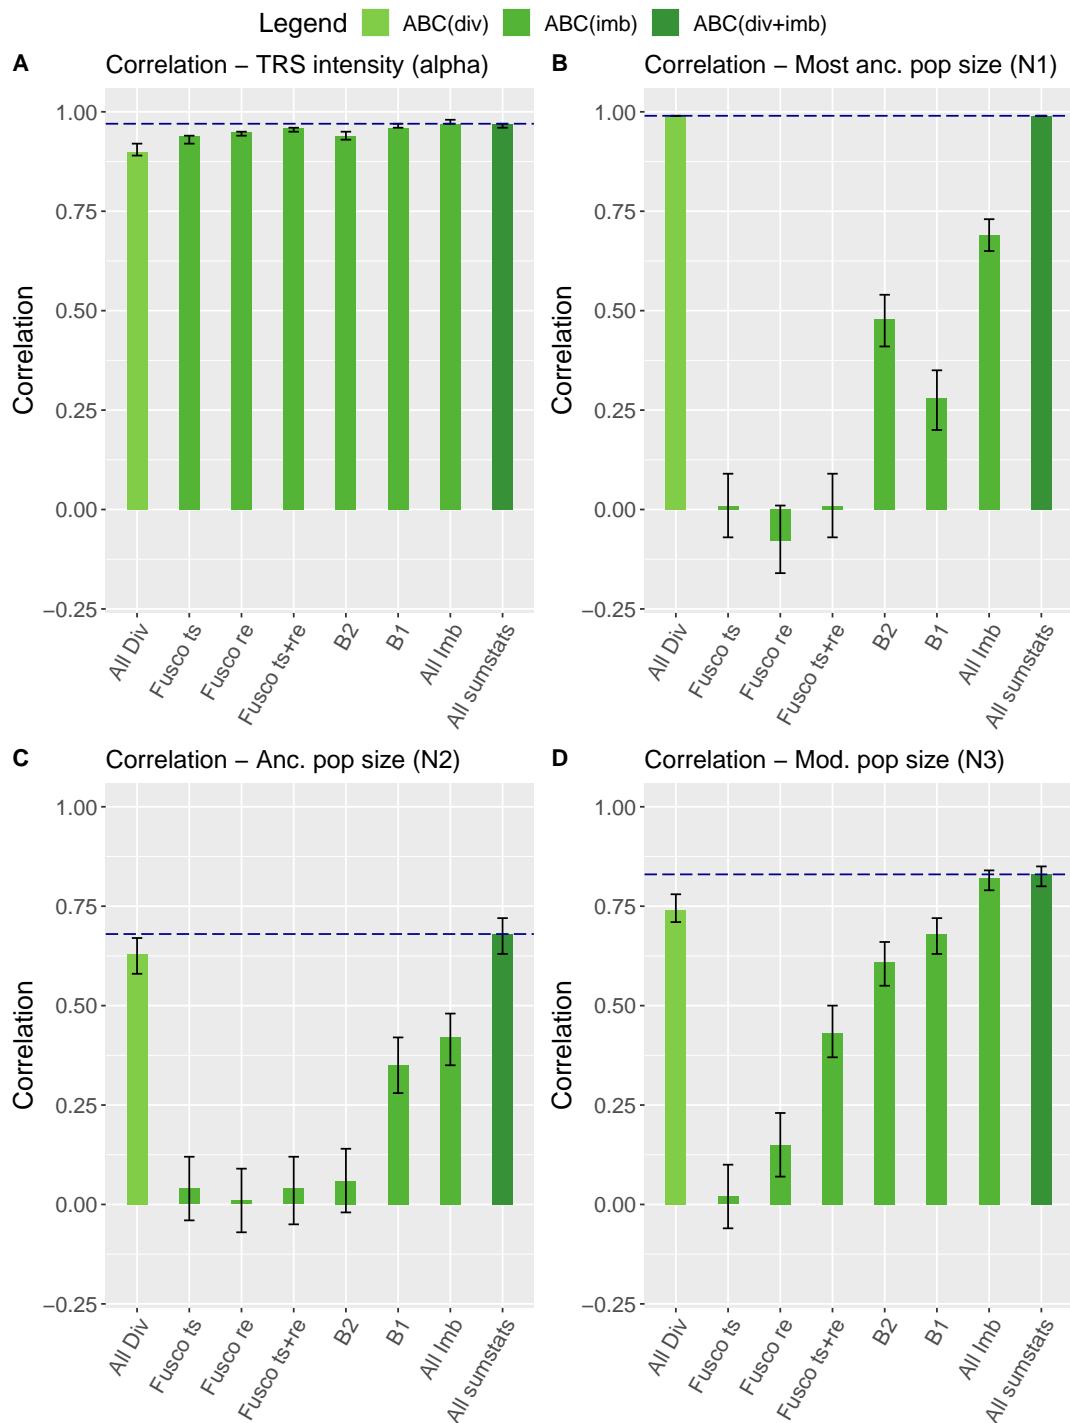 Legend ABC(div) ABC(imb) ABC(div+imb)
A Correlation – TRS intensity (alpha)
1.00
0.75
0.50
0.25
0.00
−0.25
Correlation
All Div
Fusco ts
Fusco re
Fusco ts+re
B2
B1
All Imb
All sumstats
B Correlation – Most anc. pop size (N1)
1.00
0.75
0.50
0.25
0.00
−0.25
Correlation
All Div
Fusco ts
Fusco re
Fusco ts+re
B2
B1
All Imb
All sumstats
C Correlation – Anc. pop size (N2)
1.00
0.75
0.50
0.25
0.00
−0.25
Correlation
All Div
Fusco ts
Fusco re
Fusco ts+re
B2
B1
All Imb
All sumstats
D Correlation – Mod. pop size (N3)
1.00
0.75
0.50
0.25
0.00
−0.25
Correlation
All Div
Fusco ts
Fusco re
Fusco ts+re
B2
B1
All Imb
All sumstats